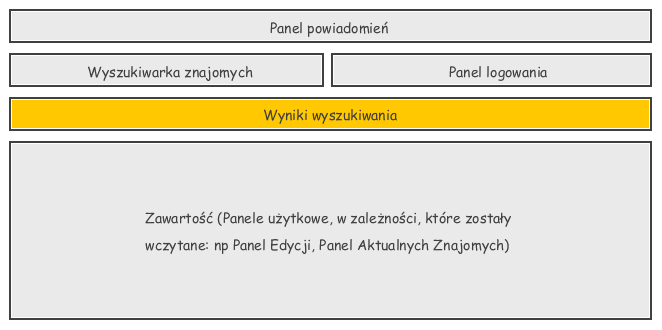 Panel powiadomień
Wyszukiwarka znajomych
Panel logowania
Wyniki wyszukiwania
Zawartość (Panele użytkowe, w zależności, które zostały
wczytane: np Panel Edycji, Panel Aktualnych Znajomych)